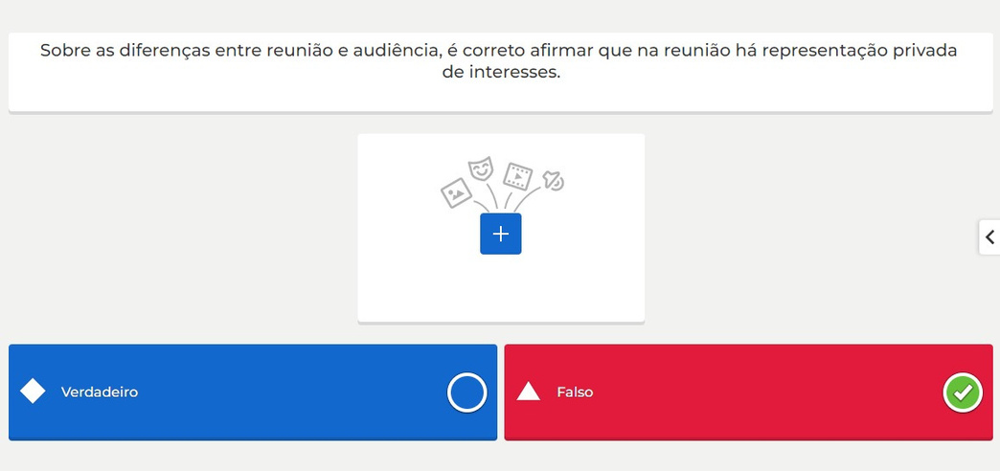 Sobre as diferenças entre reunião e audiência, é correto afirmar que na reunião há representação privada
de interesses.
Verdadeiro
Falso